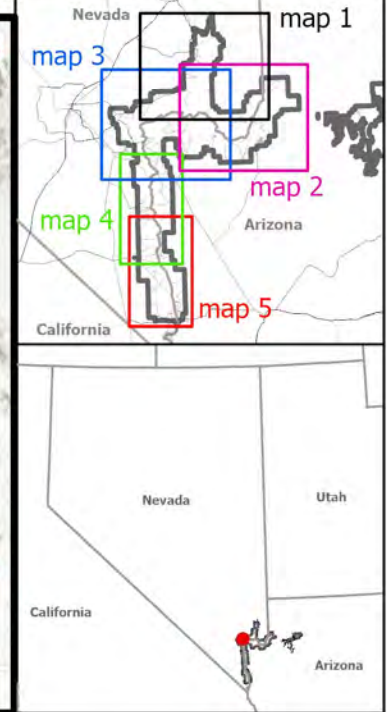 Nevada
map 1
map 3
map 2
map 4
Arizona
map 5
California
Nevada
Utah
California
Arizona